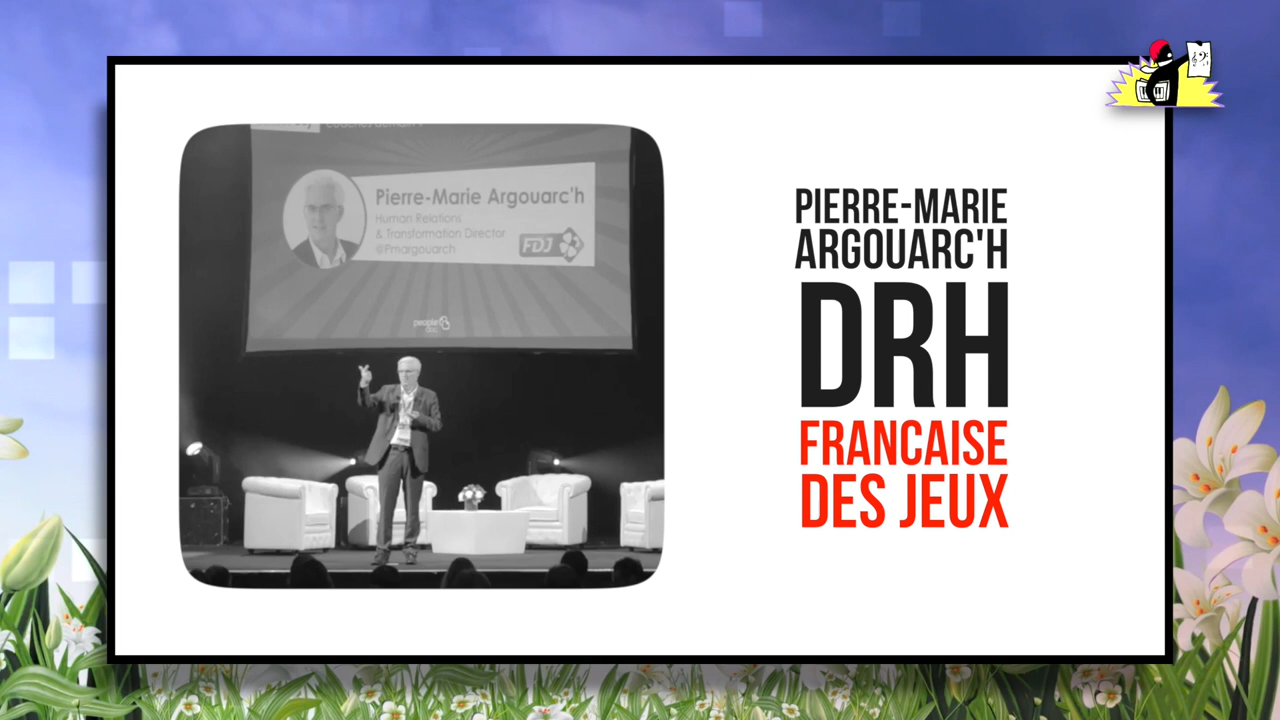 Pierre-Marie Argouarc'h
Human Relations
& Transformation Director
@Pmargouarch
FDJ
people
PIERRE-MARIE
ARGOUARC'H
DRH
FRANCAISE
DES JEUX